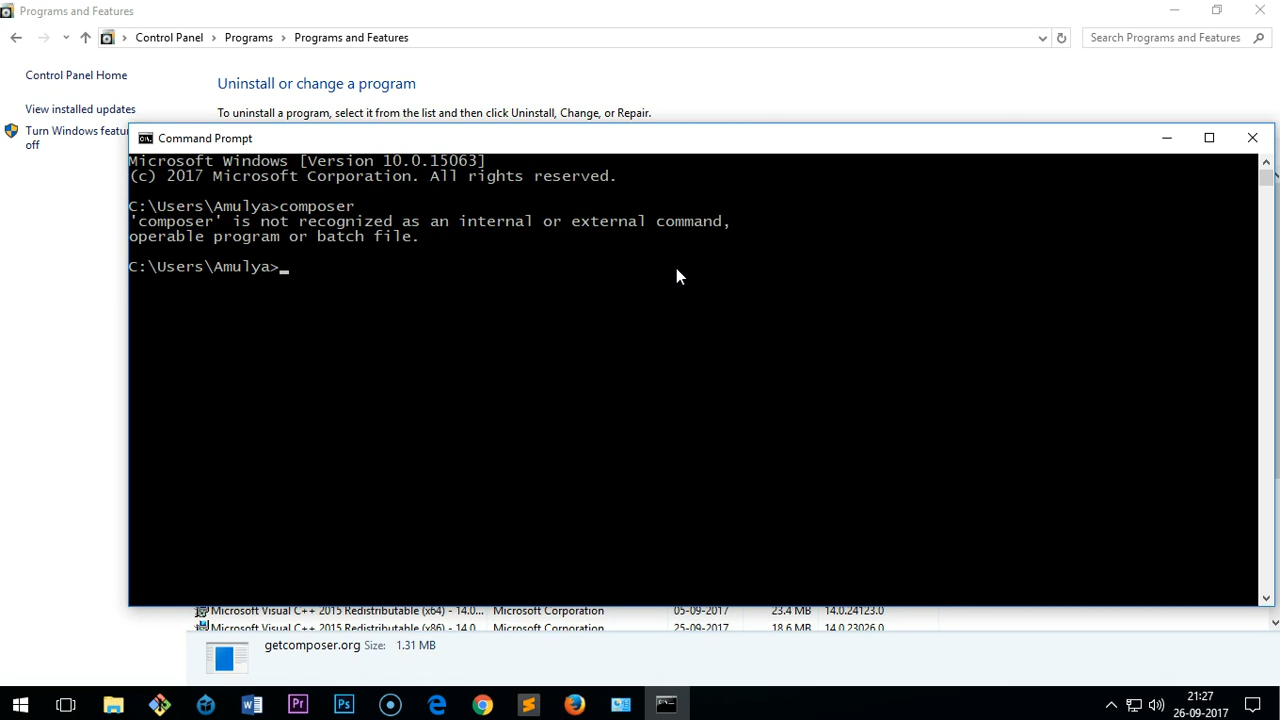 Programs and Features
Control Panel > Programs > Programs and Features
Search Programs and Features
Control Panel Home
View installed updates
Turn Windows featu
off
Uninstall or change a program
To uninstall a program, select it from the list and then click Uninstall, Change, or Repair.
Command Prompt
Microsoft Windows [Version 10.0.15063]
(c) 2017 Microsoft Corporation. All rights reserved.
C:\Users\Amulya>composer
'composer' is not recognized as an internal or external command,
operable program or batch file.
C:\Users\Amulya>_
Microsoft Visual C++ 2015 Redistributable (x64) - 14.0... Microsoft Corporation 05-09-2017 23.4 MB 14.0.24123.0
Microsoft Visual C++ 2015 Redistributable (x86) - 14.0... Microsoft Corporation 25-09-2017 18.6 MB 14.0.23026.0
getcomposer.org Size: 1.31 MB
Pr Ps
21:27
26-09-2017